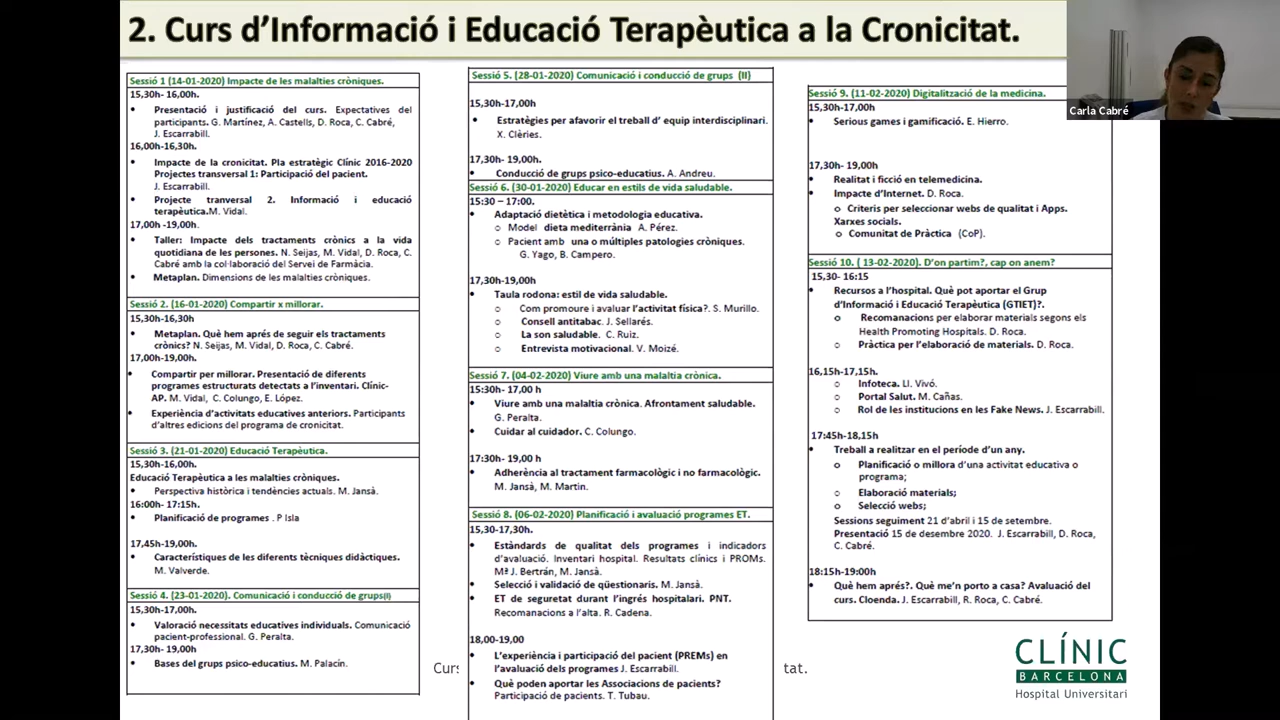 2. Curs d'Informació i Educació Terapèutica a la Cronicitat.
Carla Cabré
Sessió 1 (14-01-2020) Impacte de les malalties cròniques.
15,30h- 16,00h.
• Presentació i justificació del curs. Expectatives del
participants. G. Martínez, A. Castells, D. Roca, C. Cabré,
J. Escarrabill.
16,00h-16,30h.
• Impacte de la cronicitat. Pla estratègic Clínic 2016-2020
Projectes transversal 1: Participació del pacient.
J. Escarrabill.
• Projecte tranversal 2. Informació i educació
terapèutica.M. Vidal.
17,00h -19,00h.
• Taller: Impacte dels tractaments crònics a la vida
quotidiana de les persones. N. Seijas, M. Vidal, D. Roca, C.
Cabré amb la col·laboració del Servei de Farmàcia.
• Metaplan. Dimensions de les malalties cròniques.
Sessió 2. (16-01-2020) Compartir x millorar.
15,30h-16,30h
• Metaplan. Què hem aprés de seguir els tractaments
crònics? N. Seijas, M. Vidal, D. Roca, C. Cabré.
17,00h-19,00h.
• Compartir per millorar. Presentació de diferents
programes estructurats detectats a l'inventari. Clínic-
AP. M. Vidal, C. Colungo, E. López.
• Experiència d'activitats educatives anteriors. Participants
d'altres edicions del programa de cronicitat.
Sessió 3. (21-01-2020) Educació Terapèutica.
15,30h-16,00h.
Educació Terapèutica a les malalties cròniques.
• Perspectiva històrica i tendències actuals. M. Jansà.
16:00h- 17:15h.
• Planificació de programes . P Isla
17,45h-19,00h.
• Característiques de les diferents tècniques didàctiques.
M. Valverde.
Sessió 4. (23-01-2020). Comunicació i conducció de grups(I)
15,30h-17,00h.
• Valoració necessitats educatives individuals. Comunicació
pacient-professional. G. Peralta.
17,30h- 19,00h
• Bases del grups psico-educatius. M. Palacín.
Sessió 5. (28-01-2020) Comunicació i conducció de grups (II)
15,30h-17,00h
• Estratègies per afavorir el treball d' equip interdisciplinari.
X. Clèries.
17,30h- 19,00h.
• Conducció de grups psico-educatius. A. Andreu.
Sessió 6. (30-01-2020) Educar en estils de vida saludable.
15:30 – 17:00.
• Adaptació dietètica i metodologia educativa.
o Model dieta mediterrània A. Pérez.
o Pacient amb una o múltiples patologies cròniques.
G. Yago, B. Campero.
17,30h-19,00h
• Taula rodona: estil de vida saludable.
o Com promoure i avaluar l'activitat física?. S. Murillo.
o Consell antitabac. J. Sellarés.
o La son saludable. C. Ruiz.
o Entrevista motivacional. V. Moizé.
Sessió 7. (04-02-2020) Viure amb una malaltia crònica.
15:30h- 17,00 h
• Viure amb una malaltia crònica. Afrontament saludable.
G. Peralta.
• Cuidar al cuidador. C. Colungo.
17:30h- 19,00 h
• Adherència al tractament farmacològic i no farmacològic.
M. Jansà, M. Martin.
Sessió 8. (06-02-2020) Planificació i avaluació programes ET.
15,30-17,30h.
• Estàndards de qualitat dels programes i indicadors
d'avaluació. Inventari hospital. Resultats clínics i PROMs.
Mª J. Bertrán, M. Jansà.
• Selecció i validació de qüestionaris. M. Jansà.
• ET de seguretat durant l'ingrés hospitalari. PNT.
Recomanacions a l'alta. R. Cadena.
18,00-19,00
• L'experiència i participació del pacient (PREMs) en
l'avaluació dels programes J. Escarrabill.
• Què poden aportar les Associacions de pacients?
Participació de pacients. T. Tubau.
Sessió 9. (11-02-2020) Digitalització de la medicina.
15,30h-17,00h
• Serious games i gamificació. E. Hierro.
17,30h- 19,00h
• Realitat i ficció en telemedicina.
• Impacte d'Internet. D. Roca.
o Criteris per seleccionar webs de qualitat i Apps.
Xarxes socials.
o Comunitat de Pràctica (CoP).
Sessió 10. ( 13-02-2020). D'on partim?, cap on anem?
15,30- 16:15
• Recursos a l'hospital. Què pot aportar el Grup
d'Informació i Educació Terapèutica (GTIET)?.
o Recomanacions per elaborar materials segons els
Health Promoting Hospitals. D. Roca.
o Pràctica per l'elaboració de materials. D. Roca.
16,15h-17,15h.
o Infoteca. Ll. Vivó.
o Portal Salut. M. Cañas.
o Rol de les institucions en les Fake News. J. Escarrabill.
17:45h-18,15h
• Treball a realitzar en el període d'un any.
o Planificació o millora d'una activitat educativa o
programa;
o Elaboració materials;
o Selecció webs;
Sessions seguiment 21 d'abril i 15 de setembre.
Presentació 15 de desembre 2020. J. Escarrabill, D. Roca,
C. Cabré.
18:15h-19:00h
• Què hem aprés?. Què me'n porto a casa? Avaluació del
curs. Cloenda. J. Escarrabill, R. Roca, C. Cabré.
Curs
tat.
CLÍNIC
BARCELONA
Hospital Universitari